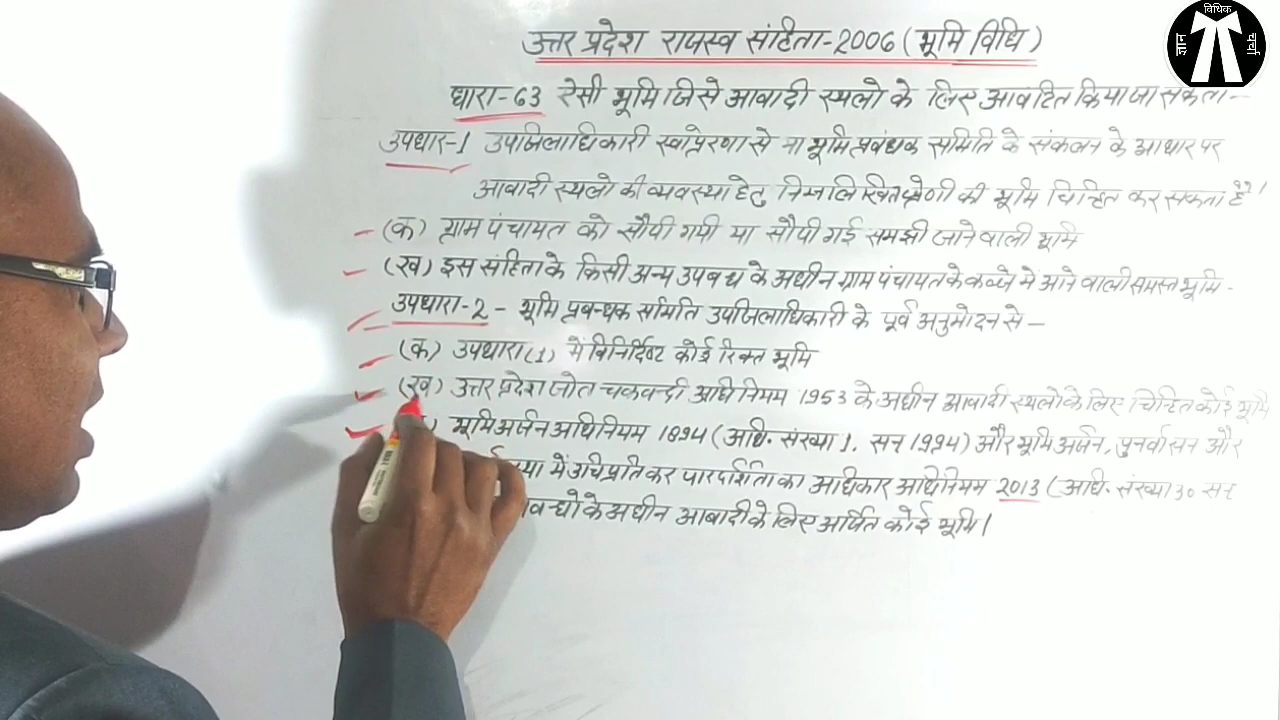 विधिक
ज्ञान
चर्चा
उत्तर प्रदेश राजस्व संहिता-2006 (भूमि विधि)
धारा-63 ऐसी भूमि जिसे आबादी स्थलो के लिए आवंटित किया जा सकता-
उपधार-1 उपजिलाधिकारी स्वप्रेरणा से या भूमि प्रबंधक समिति के संकल्प के आधार पर
आबादी स्थलो की व्यवस्था हेतु निम्नलिखित श्रेणी की भूमि चिन्हित कर सकता है
- (क) ग्राम पंचायत को सौपी गयी या सौपी गई समझी जाने वाली भूमि
- (ख) इस संहिता के किसी अन्य उपबन्ध के अधीन ग्राम पंचायत के कब्जे मे आने वाली समस्त भूमि -
उपधारा-2 - भूमि प्रबन्धक समिति उपजिलाधिकारी के पूर्व अनुमोदन से -
(क) उपधारा (1) में विनिर्दिष्ट कोई रिक्त भूमि
(ख) उत्तर प्रदेश जोत चकबन्दी अधिनियम 1953 के अधीन आबादी स्थलो के लिए चिन्हित कोई भूमि
) भूमि अर्जन अधिनियम 1894 (अधि. संख्या 1. सन 1994) और भूमि अर्जन, पुनर्वासन और
में उचित प्रतिकर पारदर्शिता का अधिकार अधिनियम 2013 (अधि. संख्या 30 सन
के अधीन आबादी के लिए अर्जित कोई भूमि।